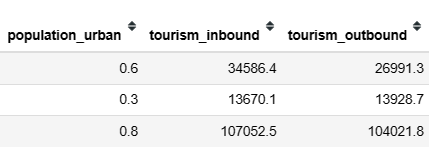 population_urban tourism_inbound tourism_outbound
0.6 34586.4 26991.3
0.3 13670.1 13928.7
0.8 107052.5 104021.8